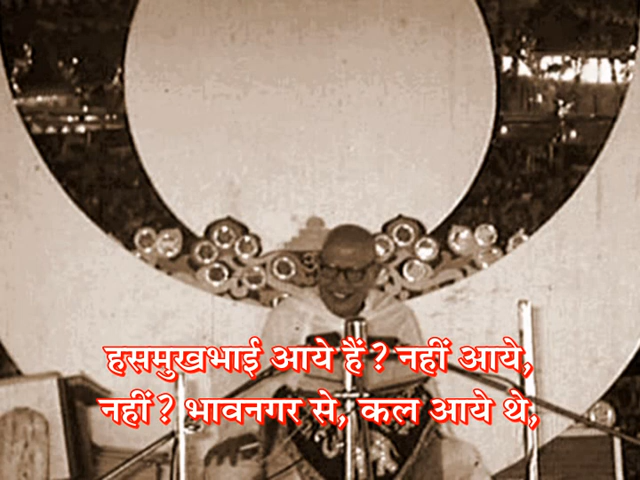 हसमुखभाई आये हैं ? नहीं आये,
नहीं ? भावनगर से, कल आये थे,